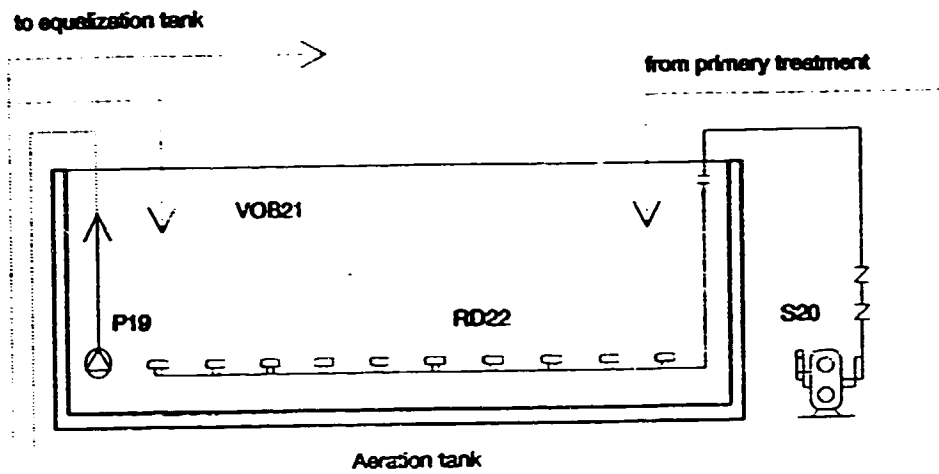 to equalization tank
from primary treatment
VOB21
P19
RD22
S20
Aeration tank